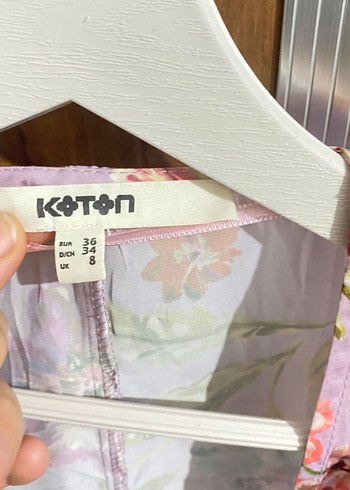 KOTON
EUR 36
D/CH 34
UK 8